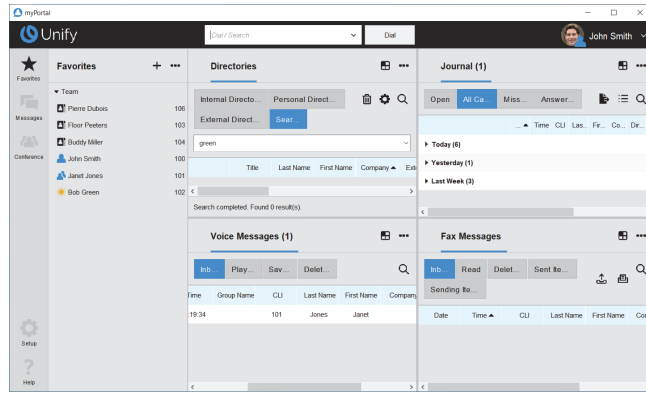 myPortal
Unify
Dial / Search
Dial
John Smith
Favorites
Messages
Conference
Setup
Help
Favorites
Team
Pierre Dubois 106
Floor Peeters 103
Buddy Miller 104
John Smith 100
Janet Jones 101
Bob Green 102
Directories
Internal Directo... Personal Direct...
External Direct... Sear...
green
Title Last Name First Name Company Ext
Search completed. Found 0 result(s).
Journal (1)
Open All Ca... Miss... Answer...
... Time CLI Las.. Fir... Co... Dir...
Today (6)
Yesterday (1)
Last Week (3)
Voice Messages (1)
Inb... Play... Sav... Delet...
Time Group Name CLI Last Name First Name Company
:19:34 101 Jones Janet
Fax Messages
Inb... Read Delet... Sent Ite...
Sending Ite...
Date Time CLI Last Name First Name Cor